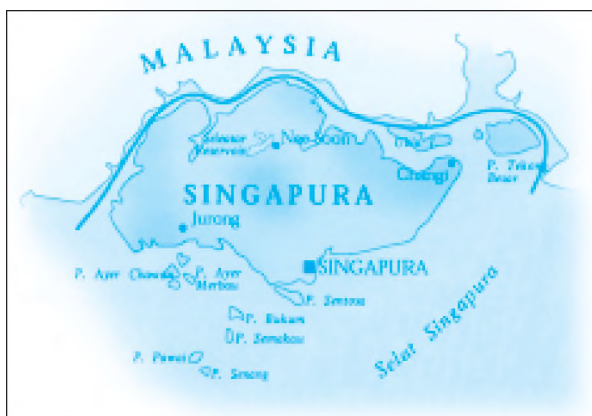 MALAYSIA
Seletar
Reservoir
Nee Soon
Ubin
Changi
P. Tekong
Besar
SINGAPURA
Jurong
P. Ayer Chawan
P. Ayer
Merbau
SINGAPURA
P. Sentosa
P. Bukum
P. Semakau
P. Pawai
P. Senang
Selat Singapura